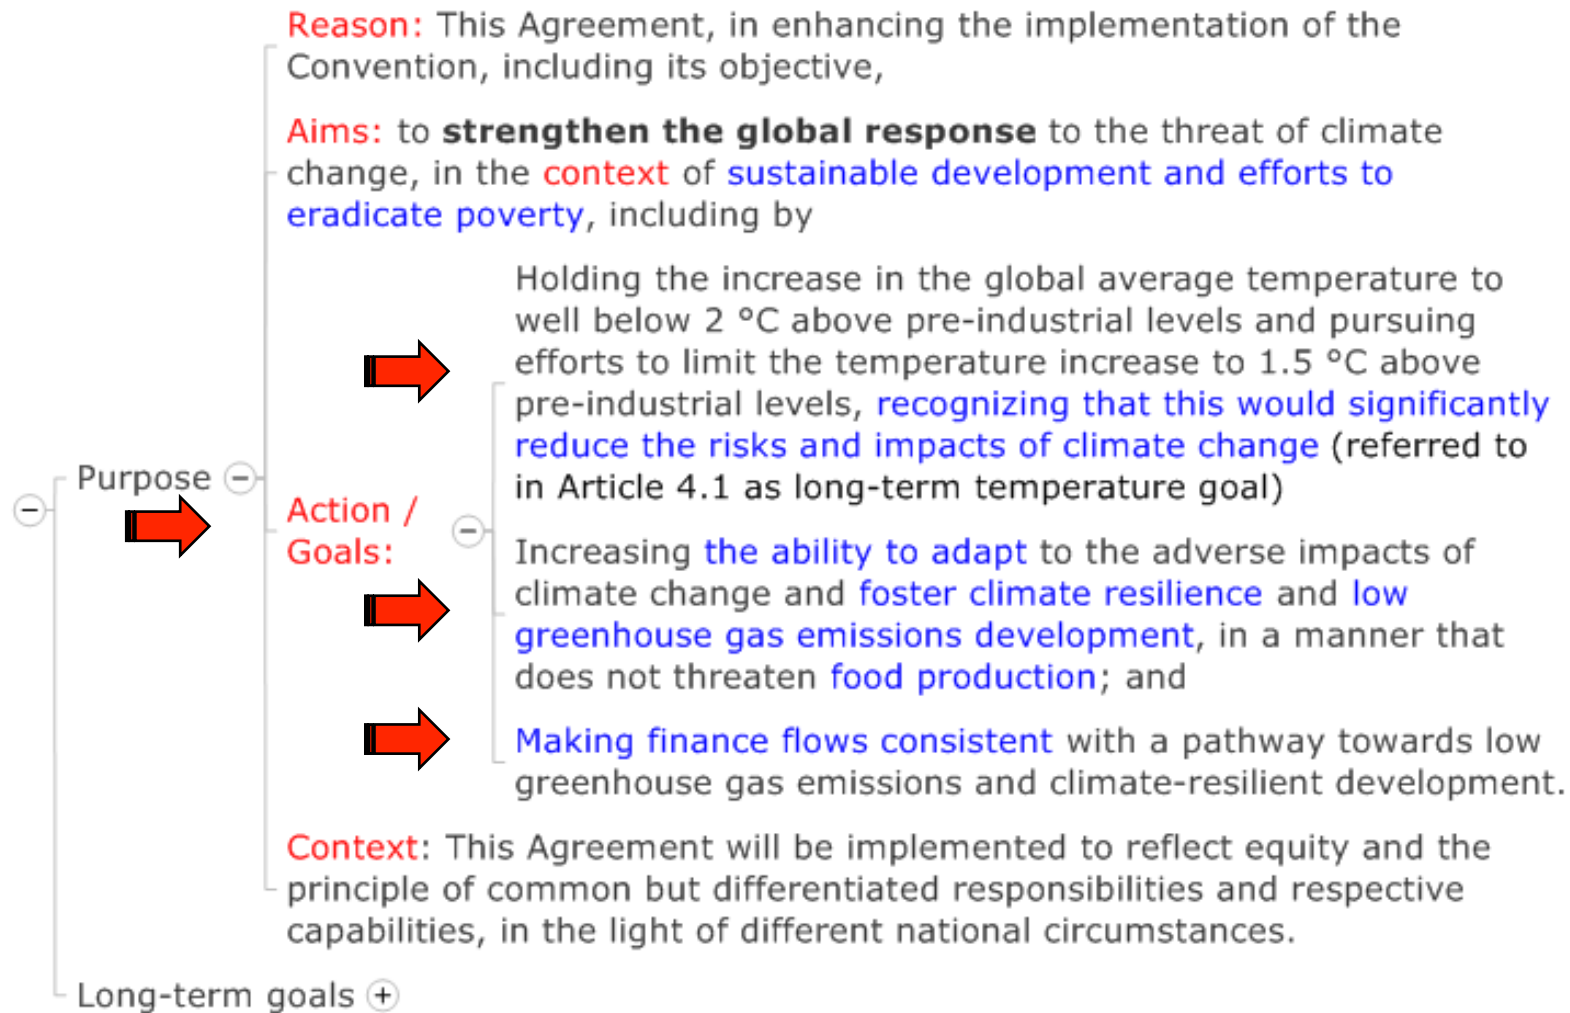 Reason: This Agreement, in enhancing the implementation of the
Convention, including its objective,
Aims: to strengthen the global response to the threat of climate
change, in the context of sustainable development and efforts to
eradicate poverty, including by
Holding the increase in the global average temperature to
well below 2 °C above pre-industrial levels and pursuing
efforts to limit the temperature increase to 1.5 °C above
pre-industrial levels, recognizing that this would significantly
reduce the risks and impacts of climate change (referred to
in Article 4.1 as long-term temperature goal)
Purpose
Action /
Goals:
Increasing the ability to adapt to the adverse impacts of
climate change and foster climate resilience and low
greenhouse gas emissions development, in a manner that
does not threaten food production; and
Making finance flows consistent with a pathway towards low
greenhouse gas emissions and climate-resilient development.
Context: This Agreement will be implemented to reflect equity and the
principle of common but differentiated responsibilities and respective
capabilities, in the light of different national circumstances.
Long-term goals